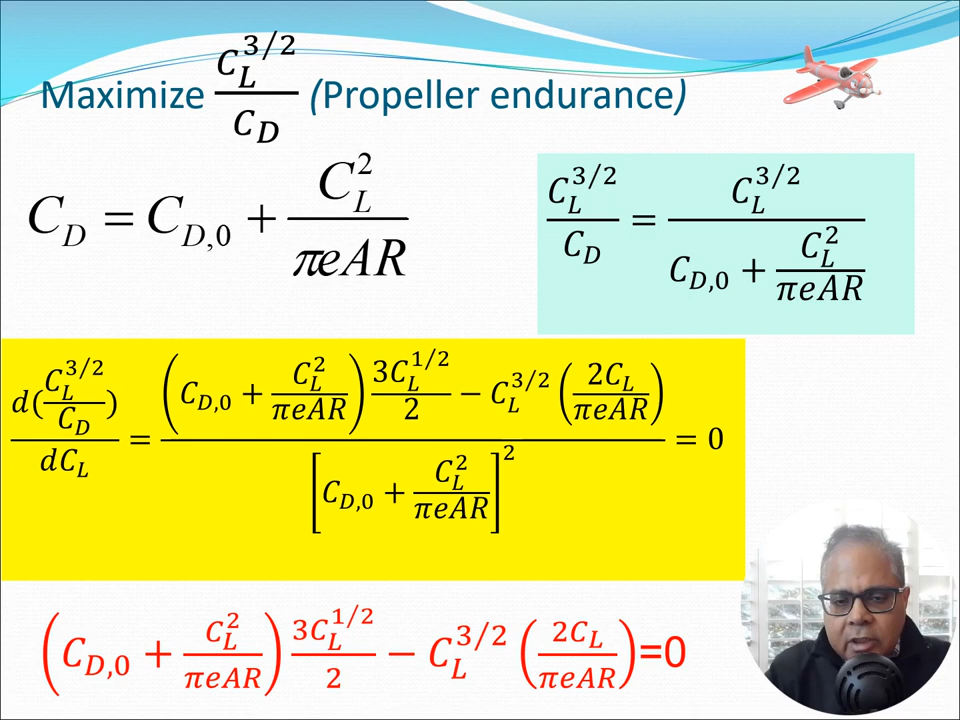 Maximize C_L^{3/2}/C_D (Propeller endurance)
C_D = C_{D,0} + C_L^2/πeAR
C_L^{3/2}/C_D = C_L^{3/2}/(C_{D,0} + C_L^2/πeAR)
d(C_L^{3/2}/C_D)/dC_L = ((C_{D,0} + C_L^2/πeAR) 3C_L^{1/2}/2 − C_L^{3/2} (2C_L/πeAR))/[C_{D,0} + C_L^2/πeAR]^2 = 0
(C_{D,0} + C_L^2/πeAR) 3C_L^{1/2}/2 − C_L^{3/2} (2C_L/πeAR)=0